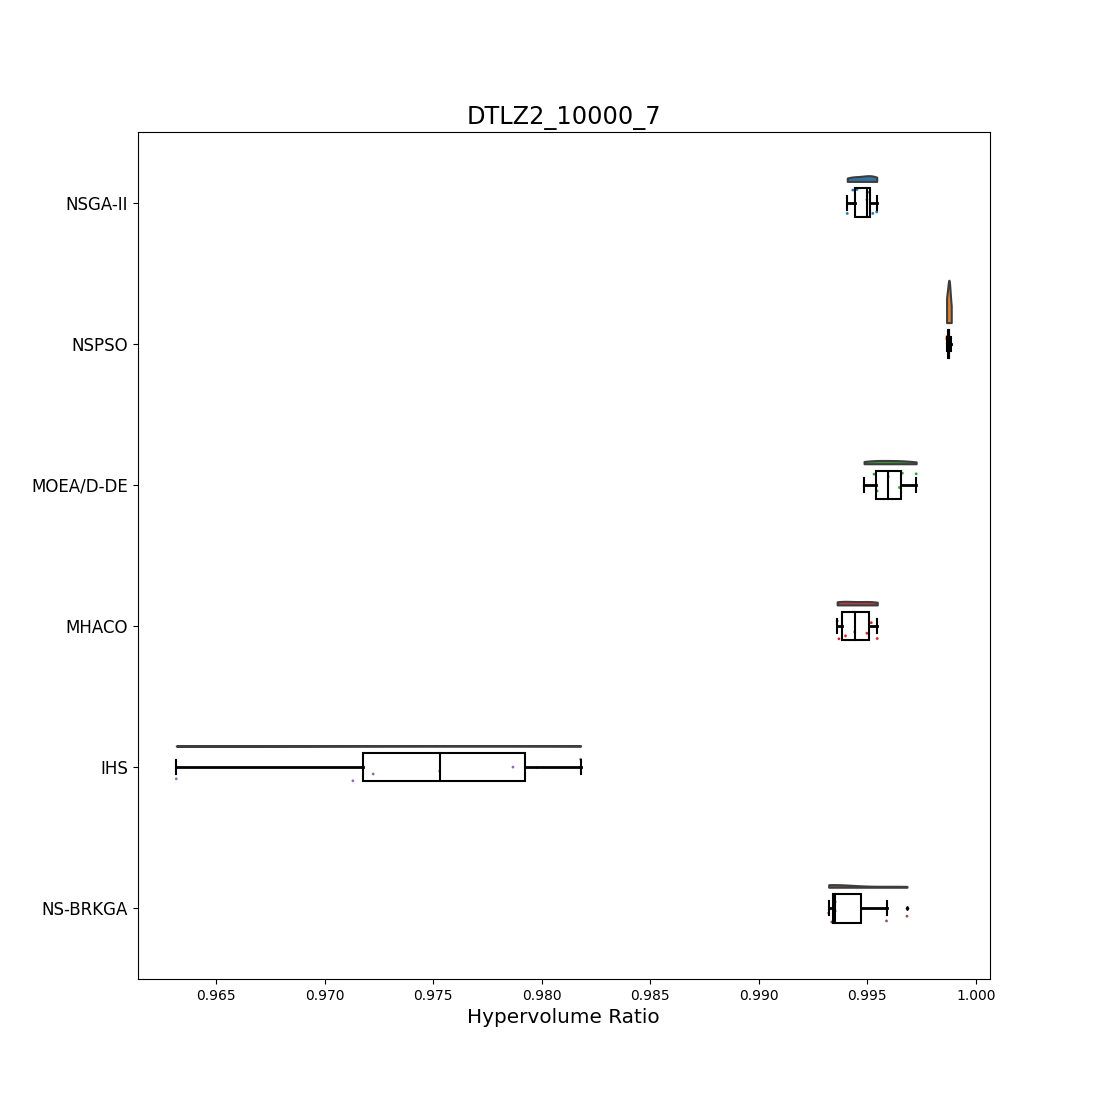 DTLZ2_10000_7
NSGA-II
NSPSO
MOEA/D-DE
MHACO
IHS
NS-BRKGA
0.965 0.970 0.975 0.980 0.985 0.990 0.995 1.000
Hypervolume Ratio